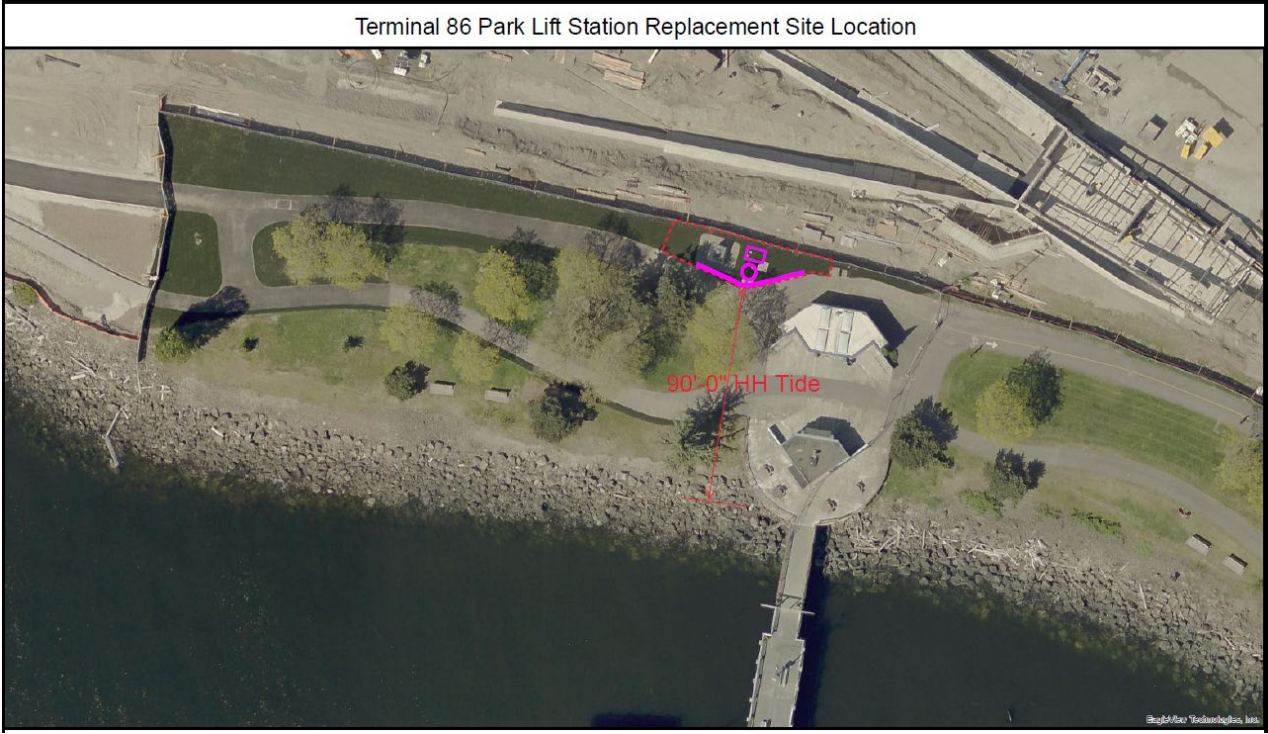 Terminal 86 Park Lift Station Replacement Site Location
90'-0" HH Tide
EagleView Technologies, Inc.